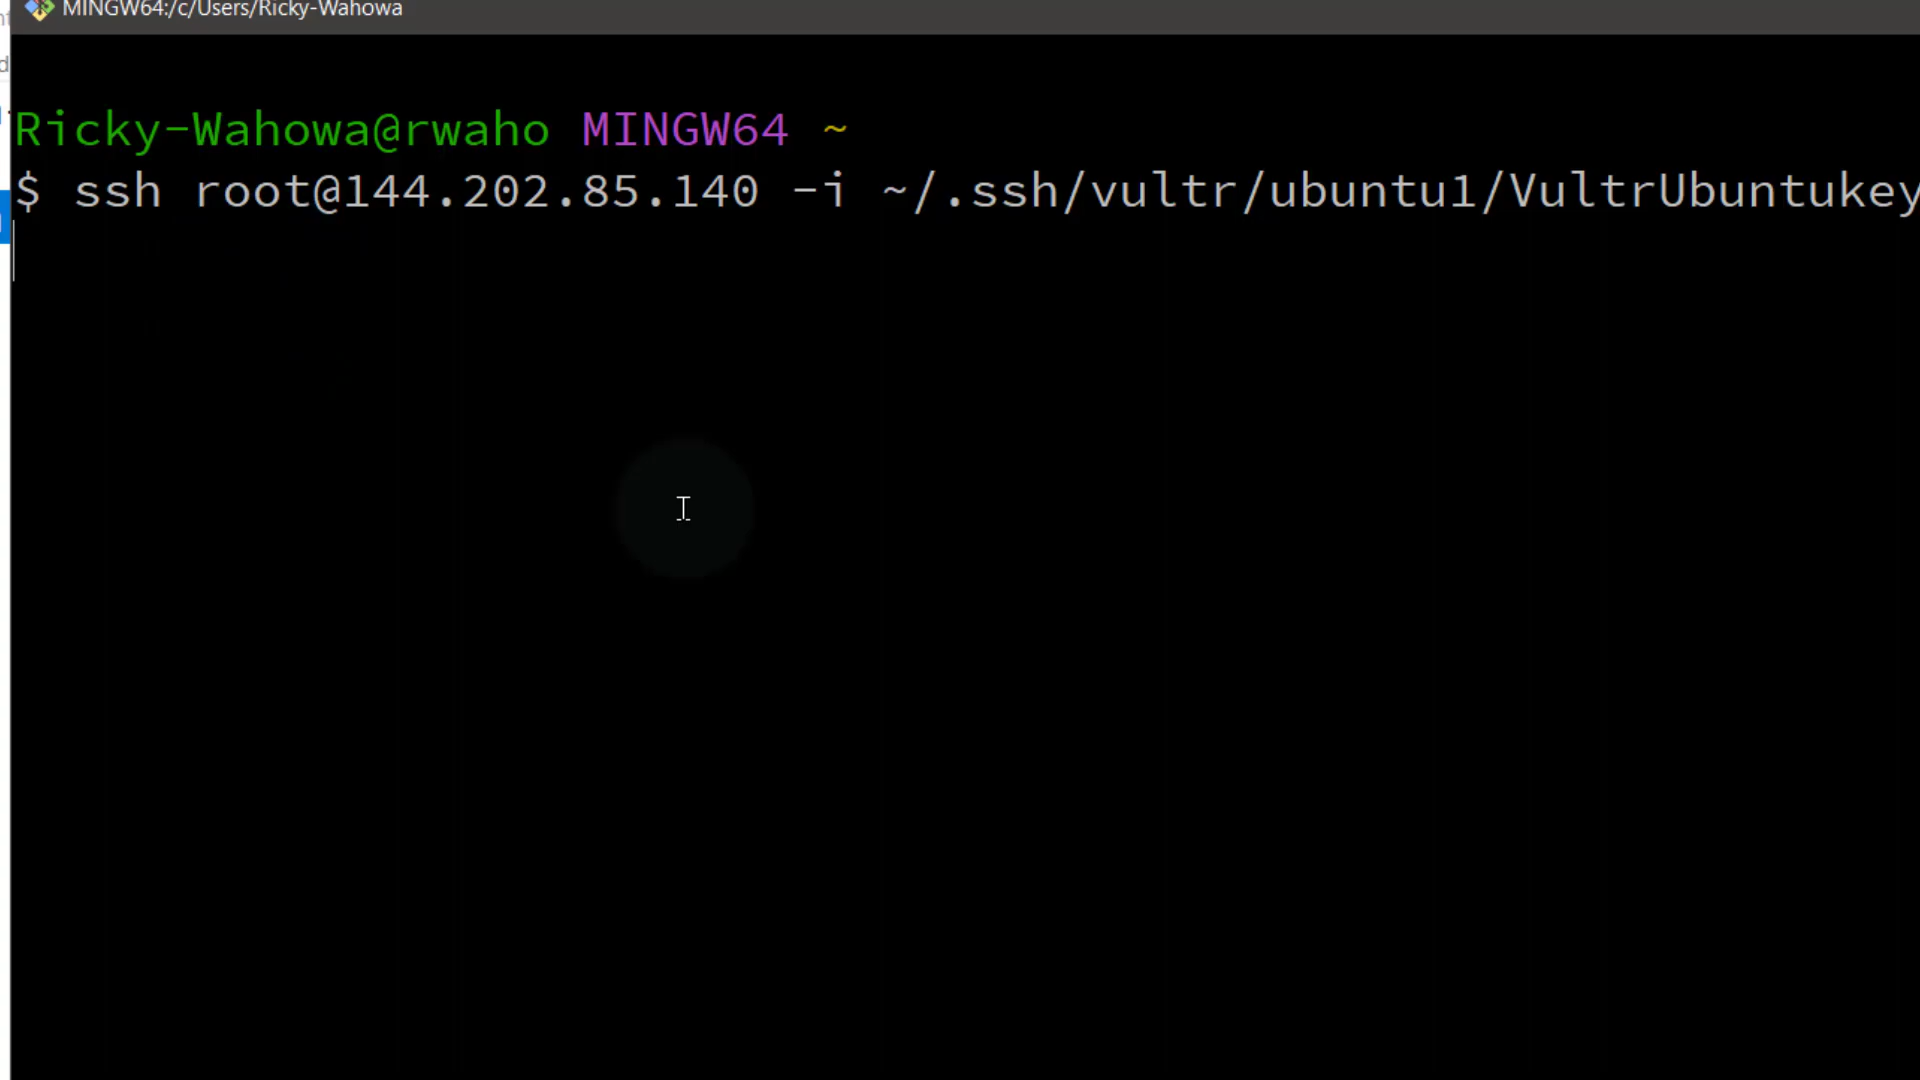 MINGW64:/c/Users/Ricky-Wahowa
Ricky-Wahowa@rwaho MINGW64 ~
$ ssh root@144.202.85.140 -i ~/.ssh/vultr/ubuntu1/VultrUbuntukey